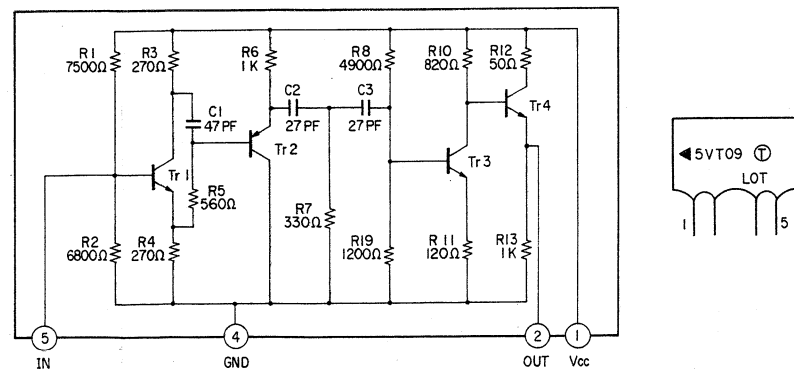 R1
7500Ω
R3
270Ω
R6
1K
R8
4900Ω
R10
820Ω
R12
50Ω
C1
47PF
C2
27PF
C3
27PF
Tr1
Tr2
Tr3
Tr4
R5
560Ω
R7
330Ω
R2
6800Ω
R4
270Ω
R19
1200Ω
R11
120Ω
R13
1K
5
IN
4
GND
2
OUT
1
Vcc
◀5VT09 Ⓣ
LOT
1
5